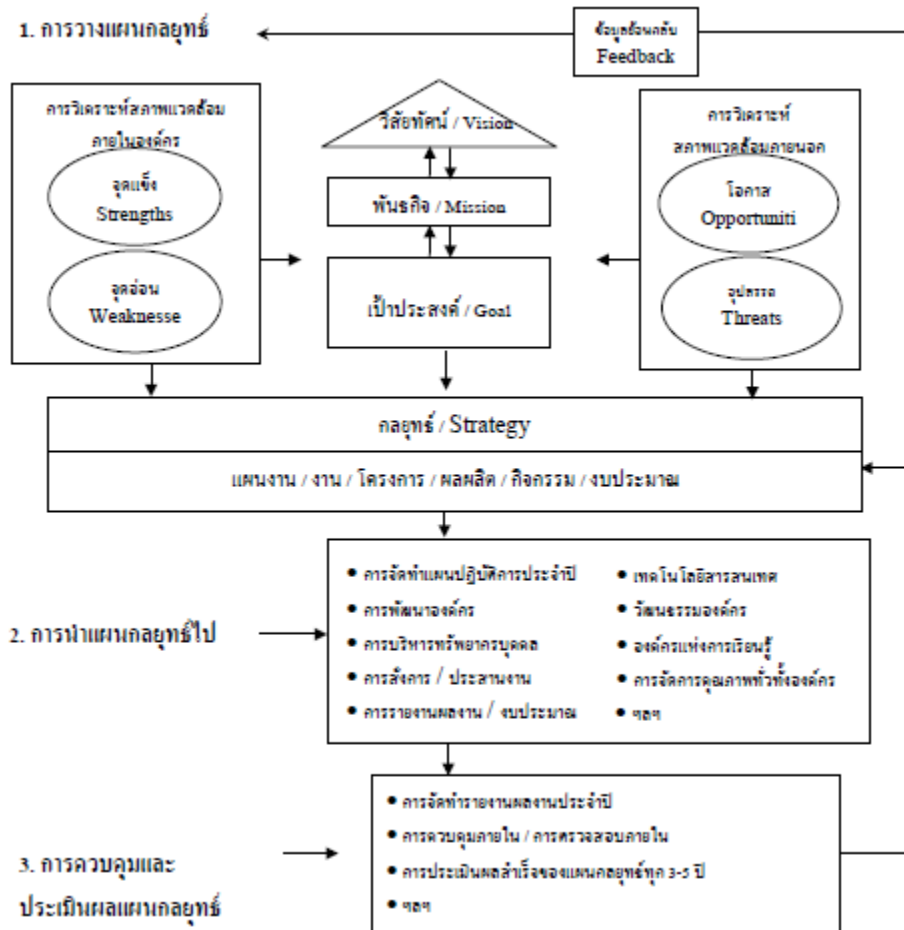 1. การวางแผนกลยุทธ์
ข้อมูลย้อนกลับ
Feedback
การวิเคราะห์สภาพแวดล้อม
ภายในองค์กร
จุดแข็ง
Strengths
จุดอ่อน
Weaknesse
วิสัยทัศน์ / Vision
พันธกิจ / Mission
เป้าประสงค์ / Goal
การวิเคราะห์
สภาพแวดล้อมภายนอก
โอกาส
Opportuniti
อุปสรรค
Threats
กลยุทธ์ / Strategy
แผนงาน / งาน / โครงการ / ผลผลิต / กิจกรรม / งบประมาณ
2. การนำแผนกลยุทธ์ไป
• การจัดทำแผนปฏิบัติการประจำปี
• การพัฒนาองค์กร
• การบริหารทรัพยากรบุคคล
• การสั่งการ / ประสานงาน
• การรายงานผลงาน / งบประมาณ
• เทคโนโลยีสารสนเทศ
• วัฒนธรรมองค์กร
• องค์กรแห่งการเรียนรู้
• การจัดการคุณภาพทั่วทั้งองค์กร
• ฯลฯ
3. การควบคุมและ
ประเมินผลแผนกลยุทธ์
• การจัดทำรายงานผลงานประจำปี
• การควบคุมภายใน / การตรวจสอบภายใน
• การประเมินผลสำเร็จของแผนกลยุทธ์ทุก 3-5 ปี
• ฯลฯ